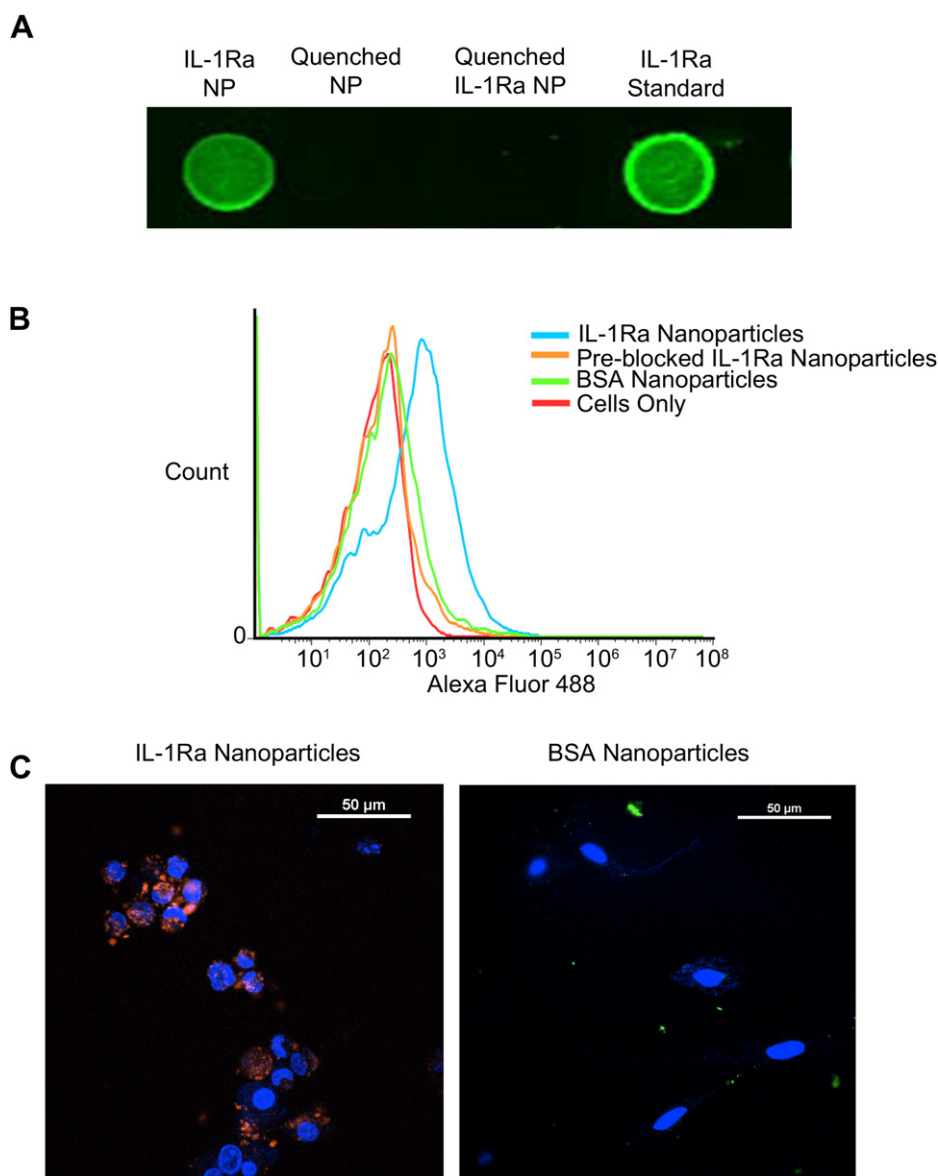 A
IL-1Ra NP
Quenched NP
Quenched IL-1Ra NP
IL-1Ra Standard
B
IL-1Ra Nanoparticles
Pre-blocked IL-1Ra Nanoparticles
BSA Nanoparticles
Cells Only
Count
0
10¹ 10² 10³ 10⁴ 10⁵ 10⁶ 10⁷ 10⁸
Alexa Fluor 488
C
IL-1Ra Nanoparticles
BSA Nanoparticles
50 µm
50 µm